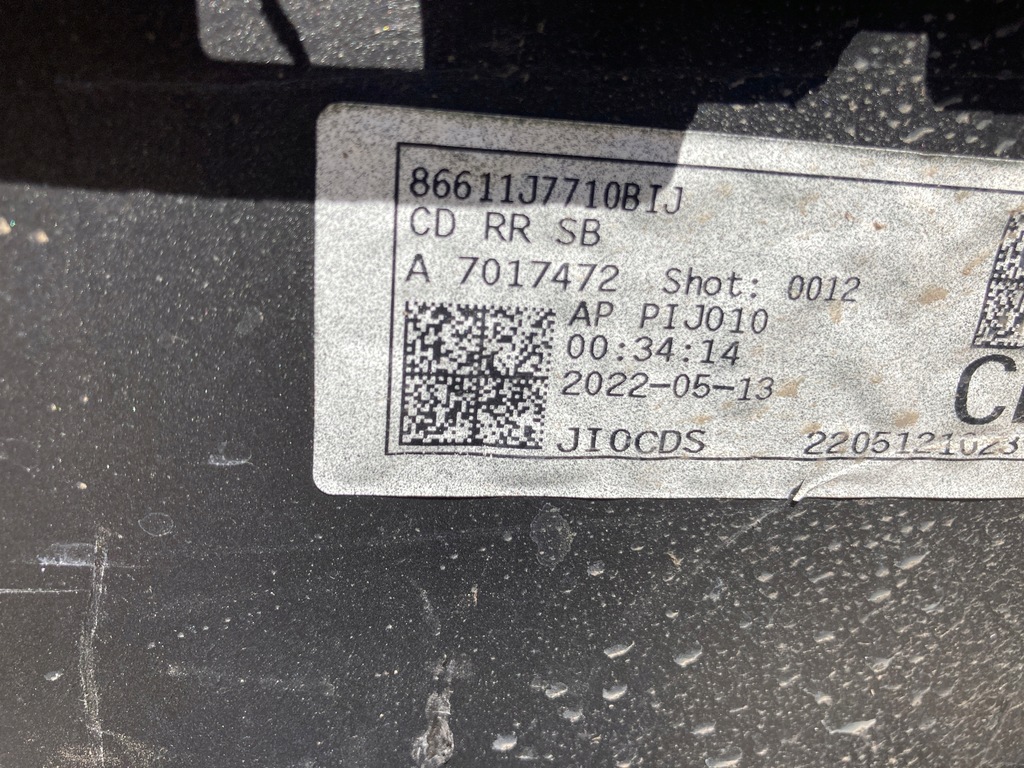 86611J7710BIJ
CD RR SB
A 7017472 Shot: 0012
AP PIJ010
00:34:14
2022-05-13
JIOCDS